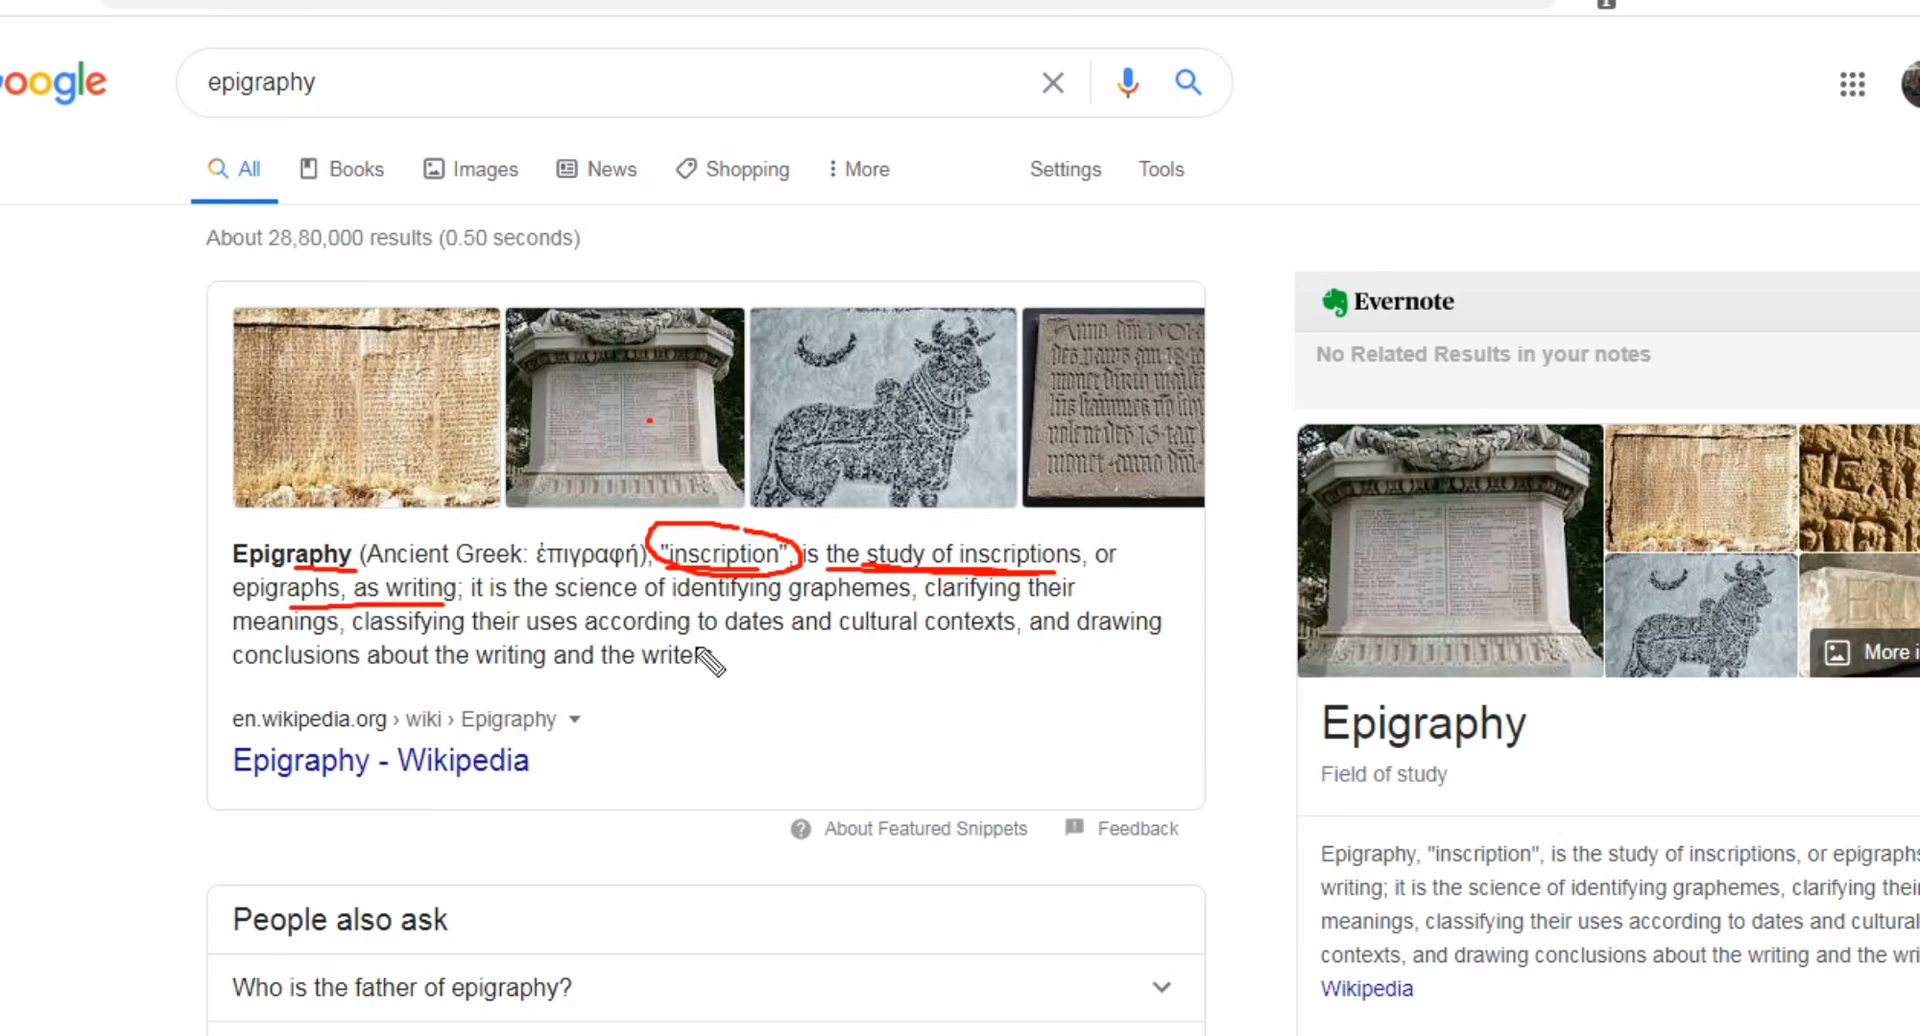 oogle
epigraphy
All
Books
Images
News
Shopping
More
Settings
Tools
About 28,80,000 results (0.50 seconds)
Epigraphy (Ancient Greek: ἐπιγραφή), "inscription", is the study of inscriptions, or
epigraphs, as writing; it is the science of identifying graphemes, clarifying their
meanings, classifying their uses according to dates and cultural contexts, and drawing
conclusions about the writing and the writer
en.wikipedia.org › wiki › Epigraphy
Epigraphy - Wikipedia
About Featured Snippets
Feedback
People also ask
Who is the father of epigraphy?
Evernote
No Related Results in your notes
More i
Epigraphy
Field of study
Epigraphy, "inscription", is the study of inscriptions, or epigraphs
writing; it is the science of identifying graphemes, clarifying their
meanings, classifying their uses according to dates and cultural
contexts, and drawing conclusions about the writing and the wri
Wikipedia